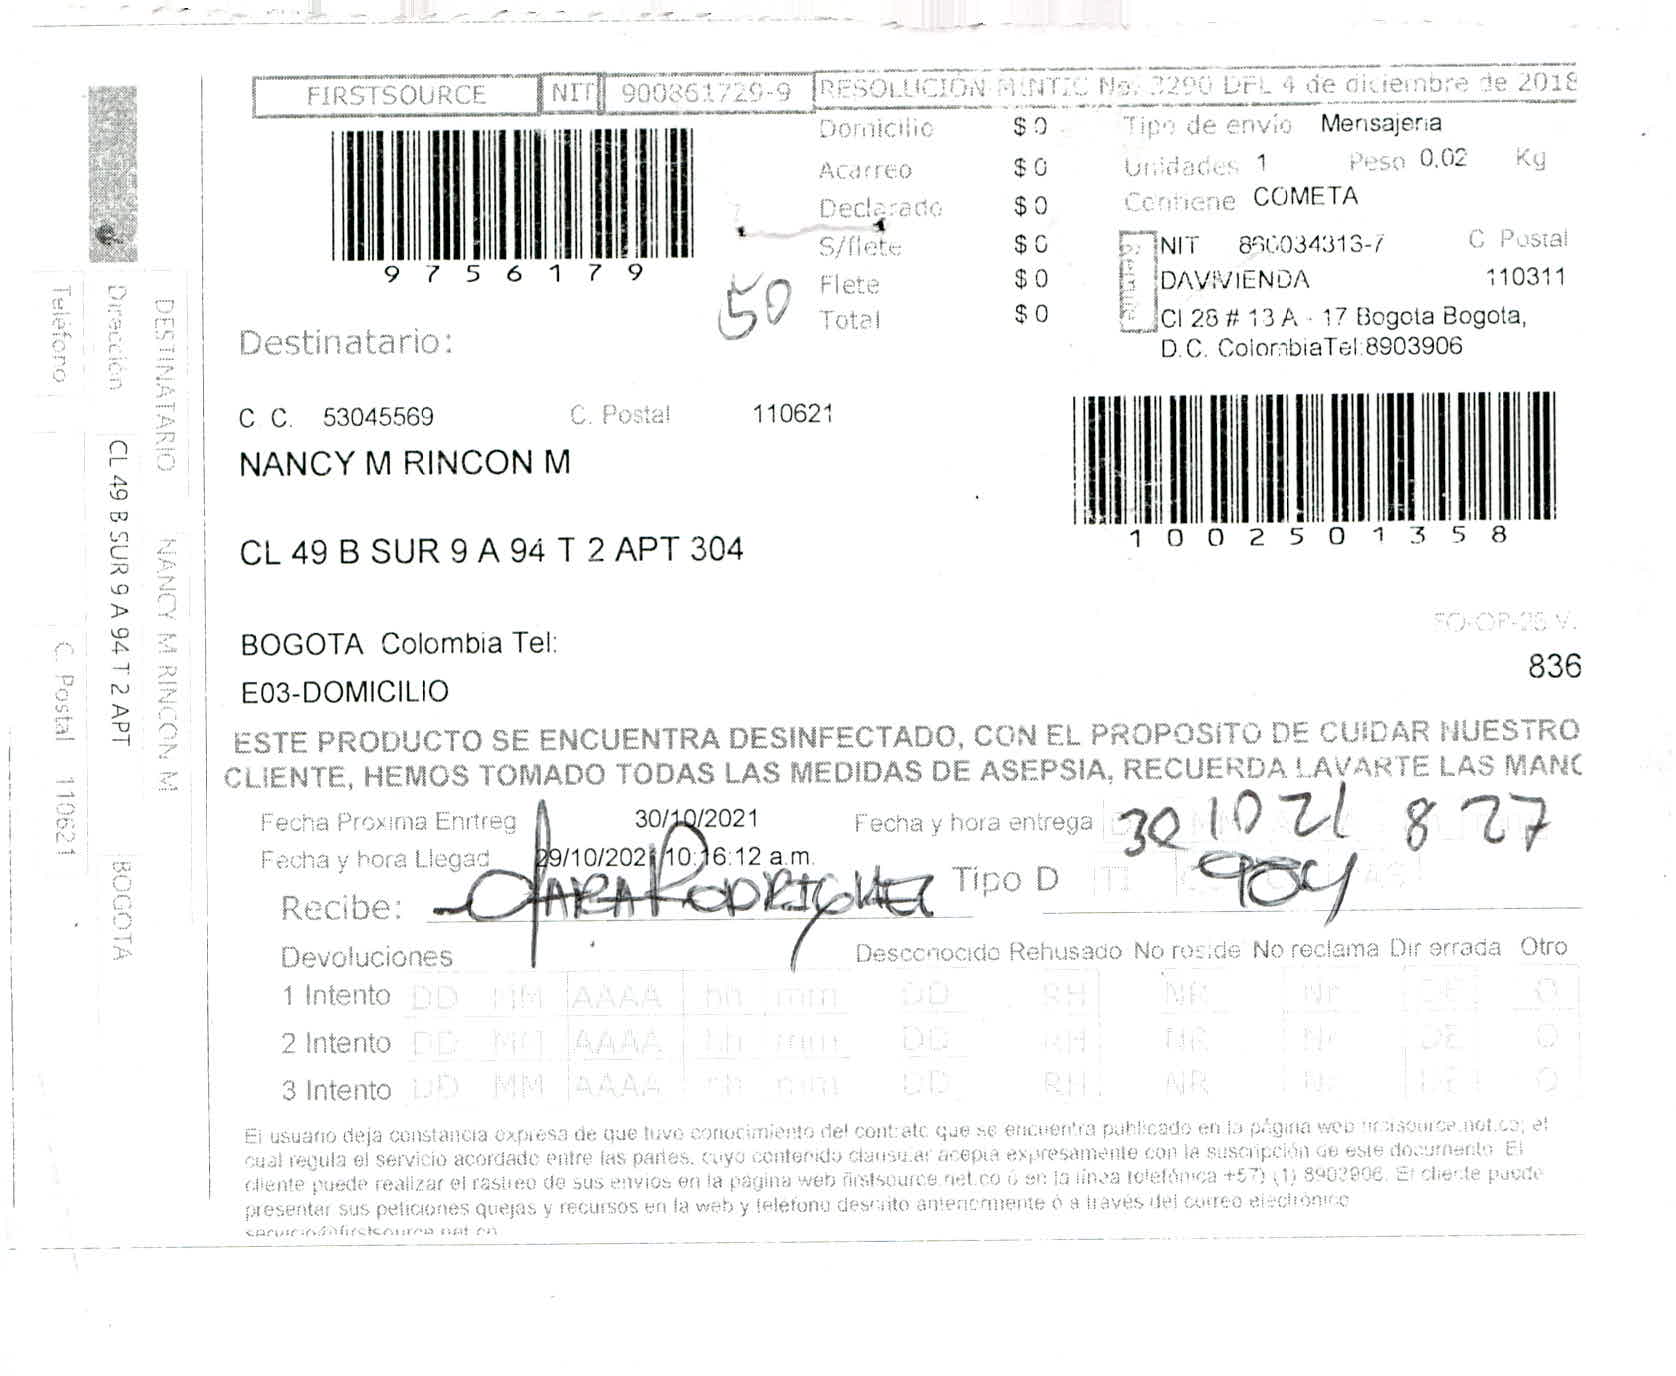 FIRSTSOURCE NIT 900861729-9 RESOLUCIÓN MINTIC No. 3290 DEL 4 de diciembre de 2018
Domicilio $ 0 Tipo de envío Mensajeria
Acarreo $ 0 Unidades 1 Peso 0,02 Kg
Declarado $ 0 Contiene COMETA
S/flete $ 0
Flete $ 0
Total $ 0
9756179
50
Remite
NIT 860034313-7 C Postal
DAVIVIENDA 110311
Cl 28 # 13 A - 17 Bogota Bogota,
D.C. ColombiaTel:8903906
Destinatario:
C C. 53045569 C. Postal 110621
NANCY M RINCON M
1002501358
CL 49 B SUR 9 A 94 T 2 APT 304
BOGOTA Colombia Tel:
FO-OP-25 V.
836
E03-DOMICILIO
ESTE PRODUCTO SE ENCUENTRA DESINFECTADO, CON EL PROPOSITO DE CUIDAR NUESTRO
CLIENTE, HEMOS TOMADO TODAS LAS MEDIDAS DE ASEPSIA, RECUERDA LAVARTE LAS MANO
Fecha Proxima Entreg 30/10/2021 Fecha y hora entrega 30 10 21 8 27
Fecha y hora Llegad 29/10/2021 10:16:12 a.m.
Recibe: RODRIGUEZ Tipo D 904
Devoluciones Desconocido Rehusado No reside No reclama Dir errada Otro
1 Intento DD MM AAAA hh mm DD RH NR Nr DE O
2 Intento DD MM AAAA hh mm DD RH NR Nr DE O
3 Intento DD MM AAAA hh mm DD RH NR Nr DE O
El usuario deja constancia expresa de que tuvo conocimiento del contrato que se encuentra publicado en la página web firstsource.net.co; el
cual regula el servicio acordado entre las partes, cuyo contenido clausular acepta expresamente con la suscripción de este documento El
cliente puede realizar el rastreo de sus envios en la página web firstsource.net.co ó en la línea telefónica +57) (1) 8903906. El cliente puede
presentar sus peticiones quejas y recursos en la web y teléfono descrito anteriormente ó a través del correo electrónico
servicio@firstsource.net.co
DESTINATARIO NANCY M RINCON M
Dirección CL 49 B SUR 9 A 94 T 2 APT BOGOTA
Teléfono C. Postal 110621